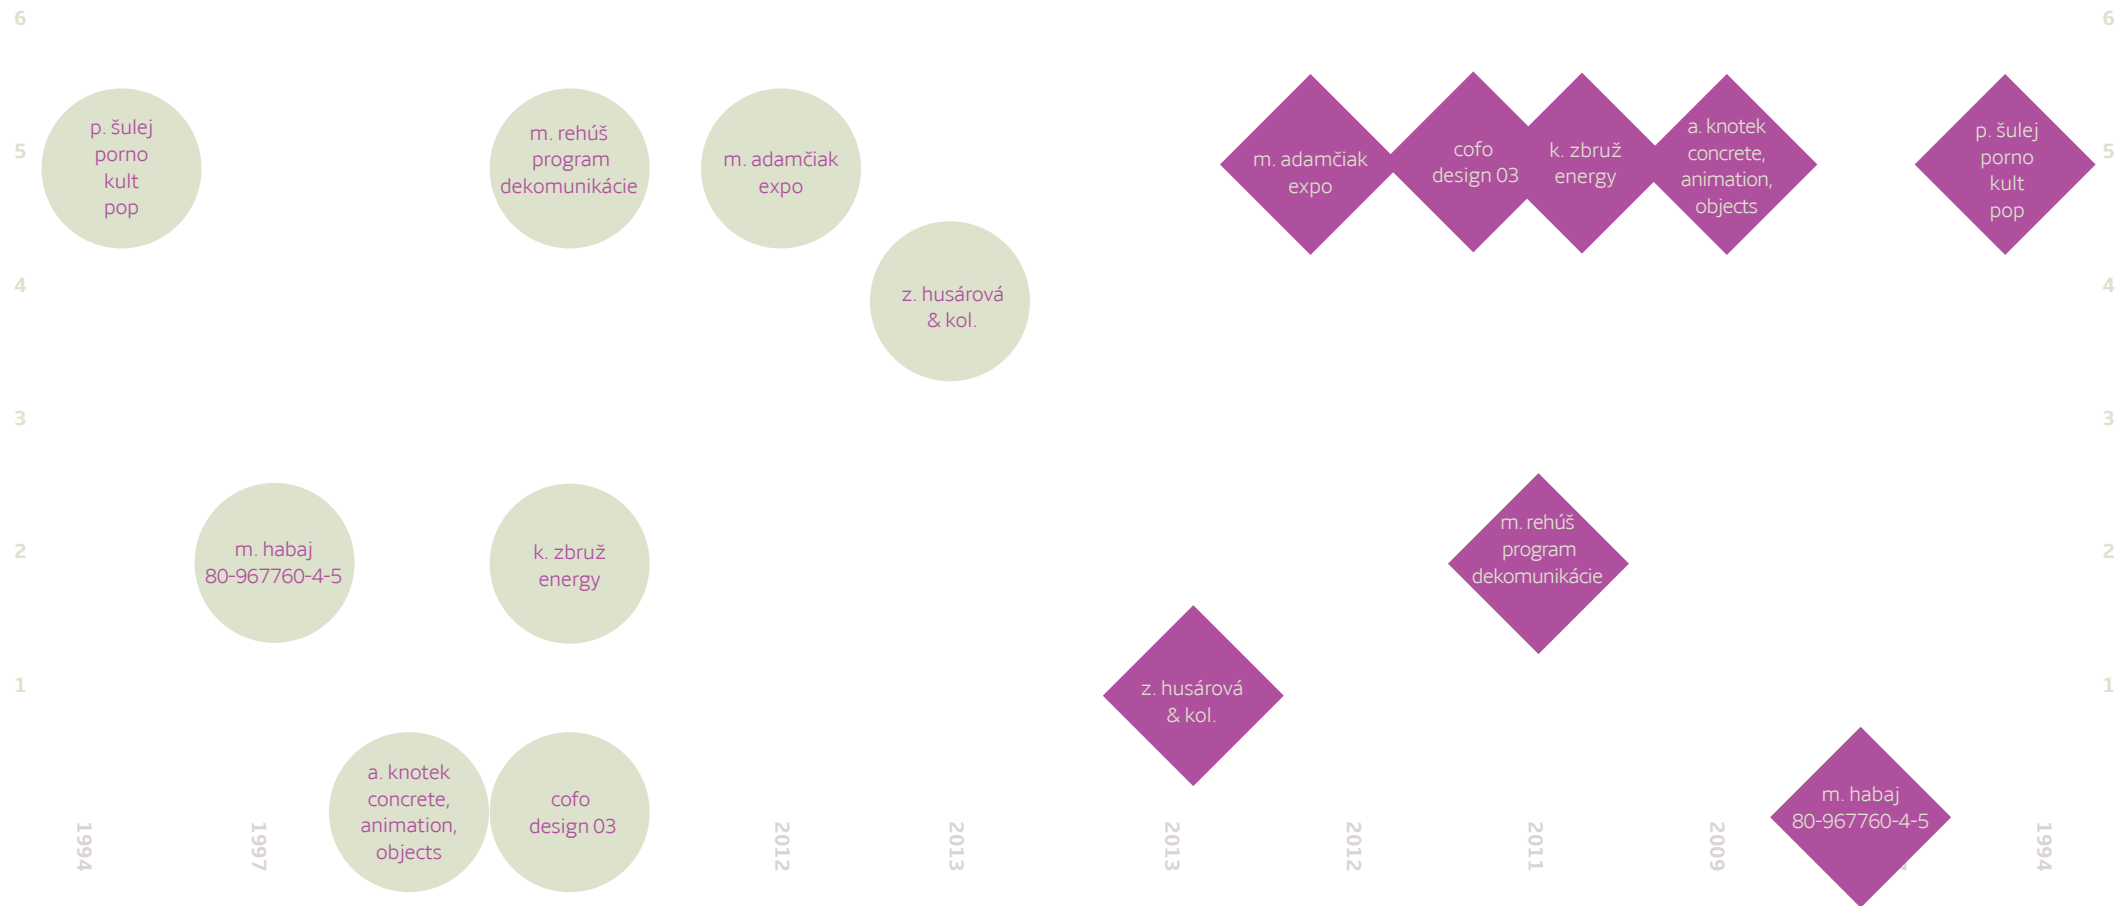 6
6
p. šulej
porno
kult
pop
m. rehúš
program
dekomunikácie
m. adamčiak
expo
m. adamčiak
expo
cofo
design 03
k. zbruž
energy
a. knotek
concrete,
animation,
objects
p. šulej
porno
kult
pop
5
5
z. husárová
& kol.
4
4
3
3
m. habaj
80-967760-4-5
k. zbruž
energy
m. rehúš
program
dekomunikácie
2
2
z. husárová
& kol.
1
1
a. knotek
concrete,
animation,
objects
cofo
design 03
m. habaj
80-967760-4-5
1994
1997
2012
2013
2013
2012
2011
2009
1994